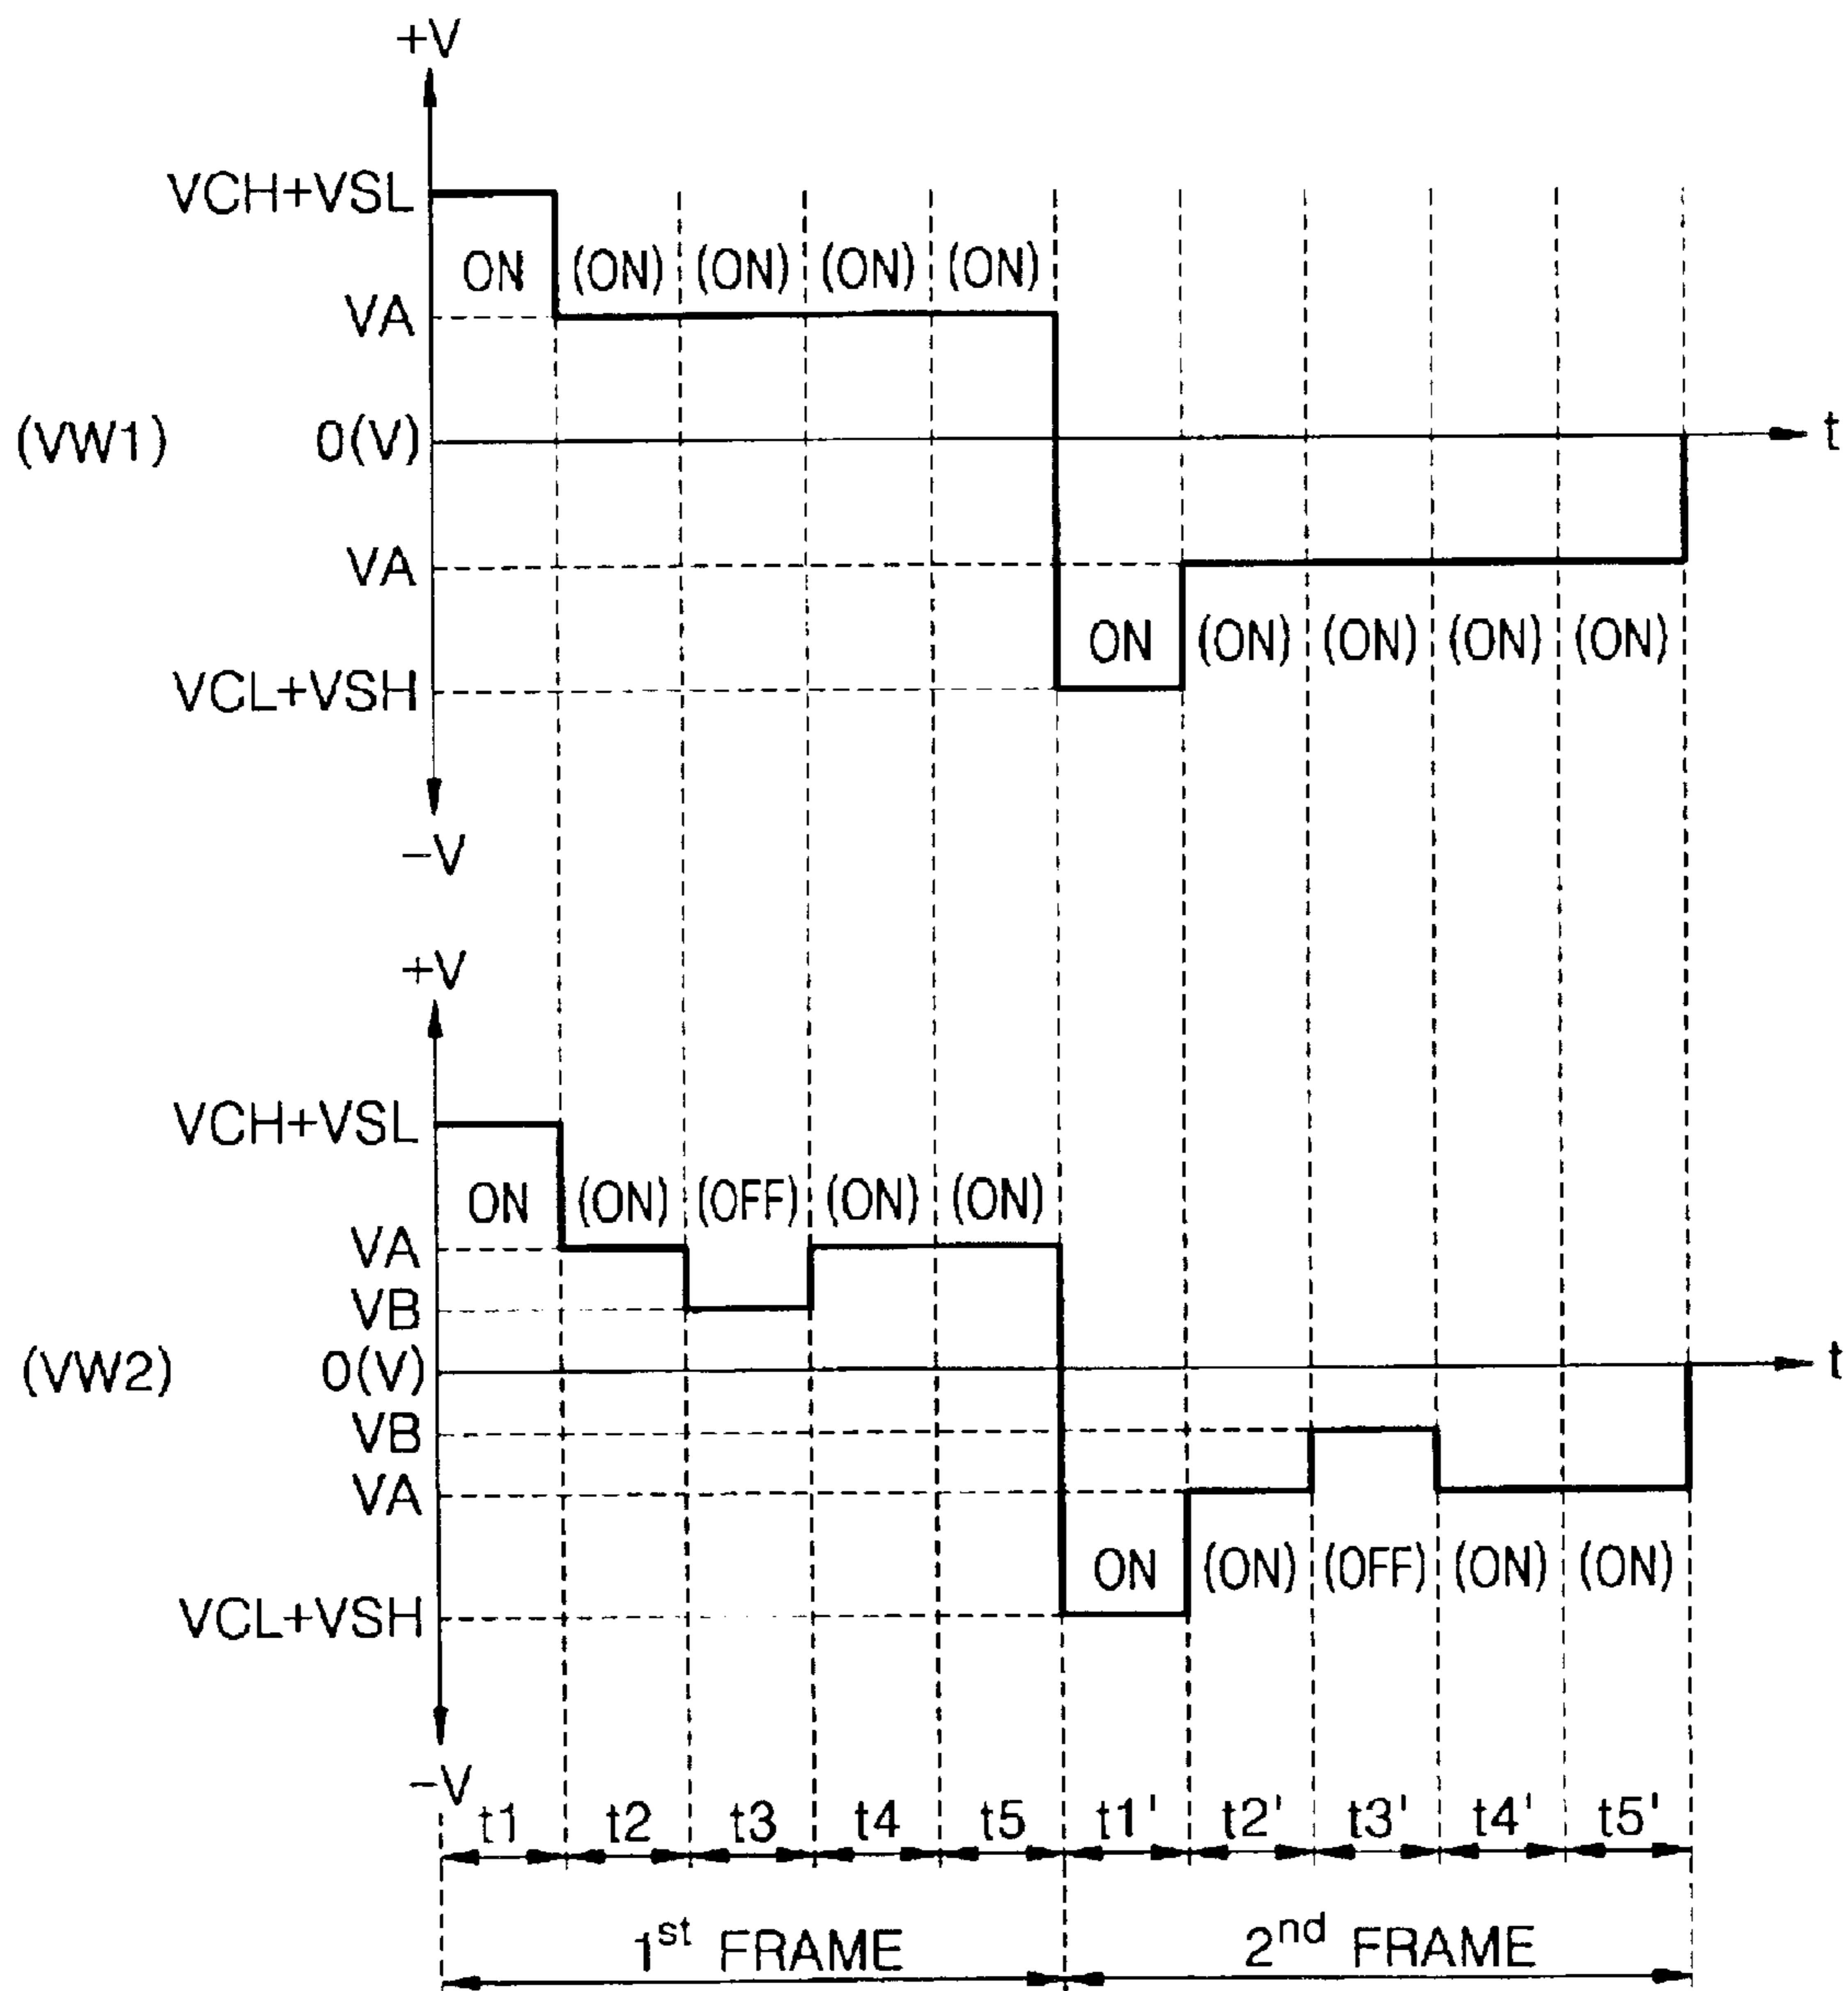 +V
VCH+VSL
ON (ON) (ON) (ON) (ON)
VA
(VW1) 0(V) t
VA
ON (ON) (ON) (ON) (ON)
VCL+VSH
−V
+V
VCH+VSL
ON (ON) (OFF) (ON) (ON)
VA
VB
(VW2) 0(V) t
VB
VA
ON (ON) (OFF) (ON) (ON)
VCL+VSH
−V
t1 t2 t3 t4 t5 t1' t2' t3' t4' t5'
1st FRAME 2nd FRAME